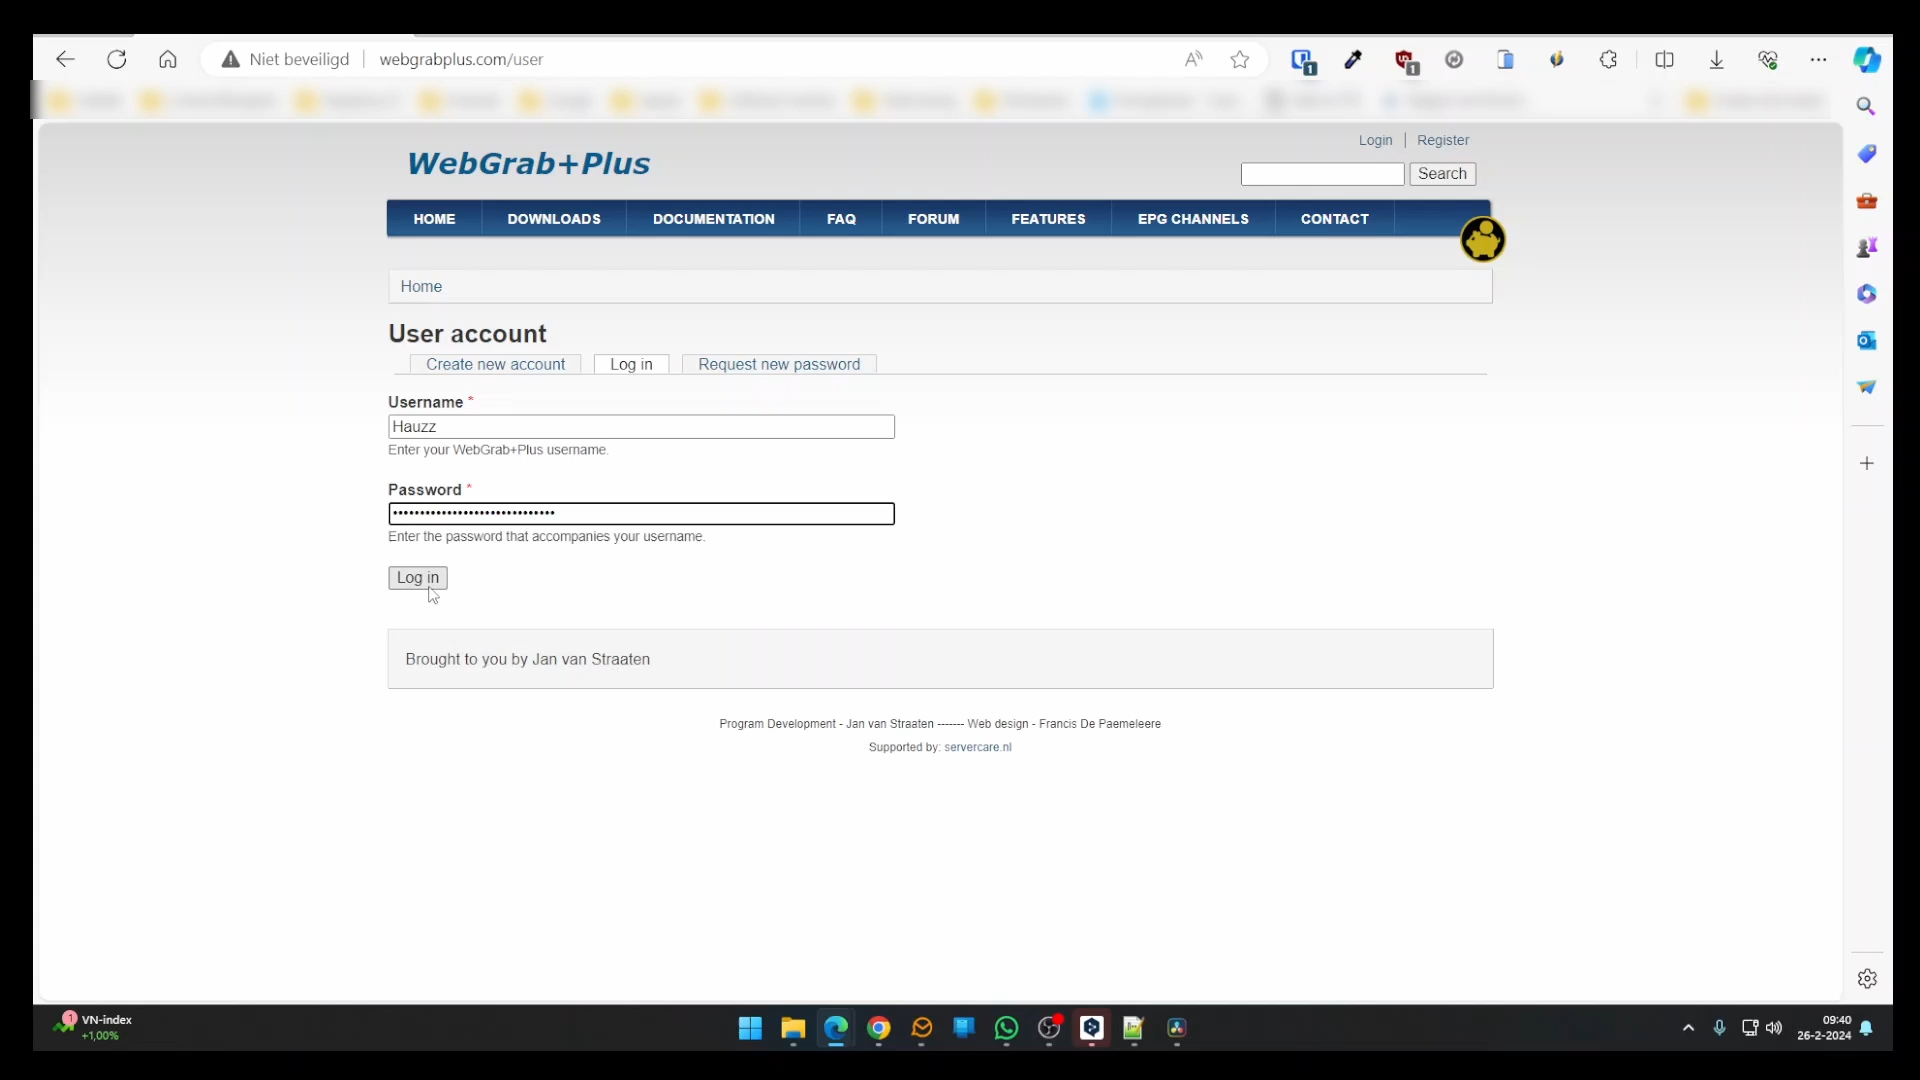 Niet beveiligd
webgrabplus.com/user
1
1
Login
Register
WebGrab+Plus
Search
HOME
DOWNLOADS
DOCUMENTATION
FAQ
FORUM
FEATURES
EPG CHANNELS
CONTACT
Home
User account
Create new account
Log in
Request new password
Username *
Hauzz
Enter your WebGrab+Plus username.
Password *
Enter the password that accompanies your username.
Log in
Brought to you by Jan van Straaten
Program Development - Jan van Straaten ------- Web design - Francis De Paemeleere
Supported by: servercare.nl
1
VN-index
+1,00%
09:40
26-2-2024